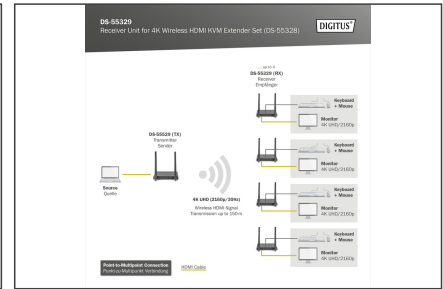 DS-55329
Receiver Unit for 4K Wireless HDMI KVM Extender Set (DS-55328)
DIGITUS®
... up to 4
DS-55329 (RX)
Receiver
Empfänger
Keyboard
+ Mouse
Monitor
4K UHD/2160p
DS-55529 (TX)
Transmitter
Sender
Keyboard
+ Mouse
Monitor
4K UHD/2160p
Source
Quelle
4K UHD (2160p/30Hz)
Wireless HDMI Signal
Transmission up to 150m
Keyboard
+ Mouse
Monitor
4K UHD/2160p
Keyboard
+ Mouse
Monitor
4K UHD/2160p
Point-to-Multipoint Connection
Punkt-zu-Multipunkt Verbindung
HDMI Cable